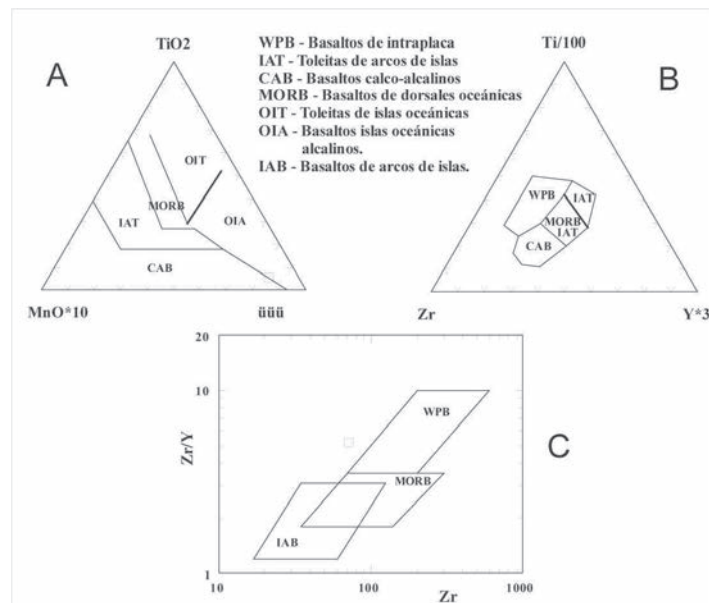 TiO2
A
OIT
MORB
IAT
OIA
CAB
MnO*10
üüü
WPB - Basaltos de intraplaca
IAT - Toleitas de arcos de islas
CAB - Basaltos calco-alcalinos
MORB - Basaltos de dorsales oceánicas
OIT - Toleitas de islas oceánicas
OIA - Basaltos islas oceánicas
alcalinos.
IAB - Basaltos de arcos de islas.
Ti/100
B
WPB
IAT
MORB
IAT
CAB
Zr
Y*3
20
10
1
Zr/Y
WPB
MORB
IAB
C
10
100
1000
Zr